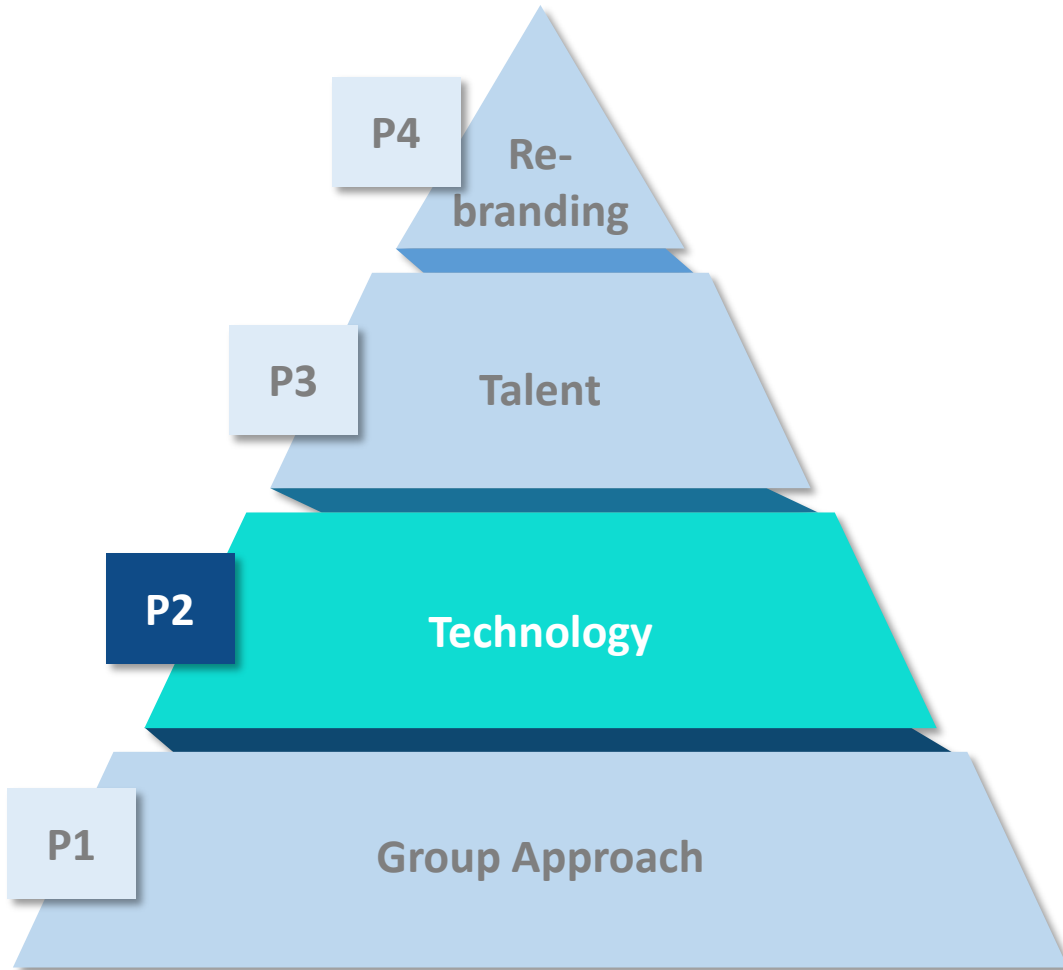 P4
Re-
branding
P3
Talent
P2
Technology
P1
Group Approach